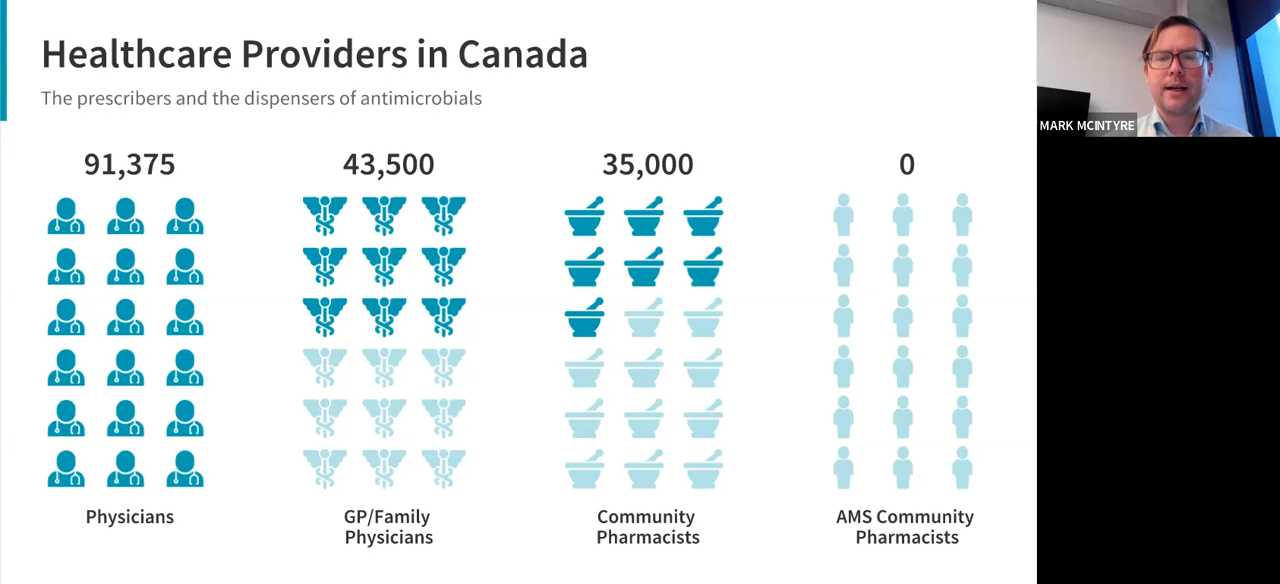 Healthcare Providers in Canada
The prescribers and the dispensers of antimicrobials
MARK MCINTYRE
91,375
43,500
35,000
0
Physicians
GP/Family
Physicians
Community
Pharmacists
AMS Community
Pharmacists